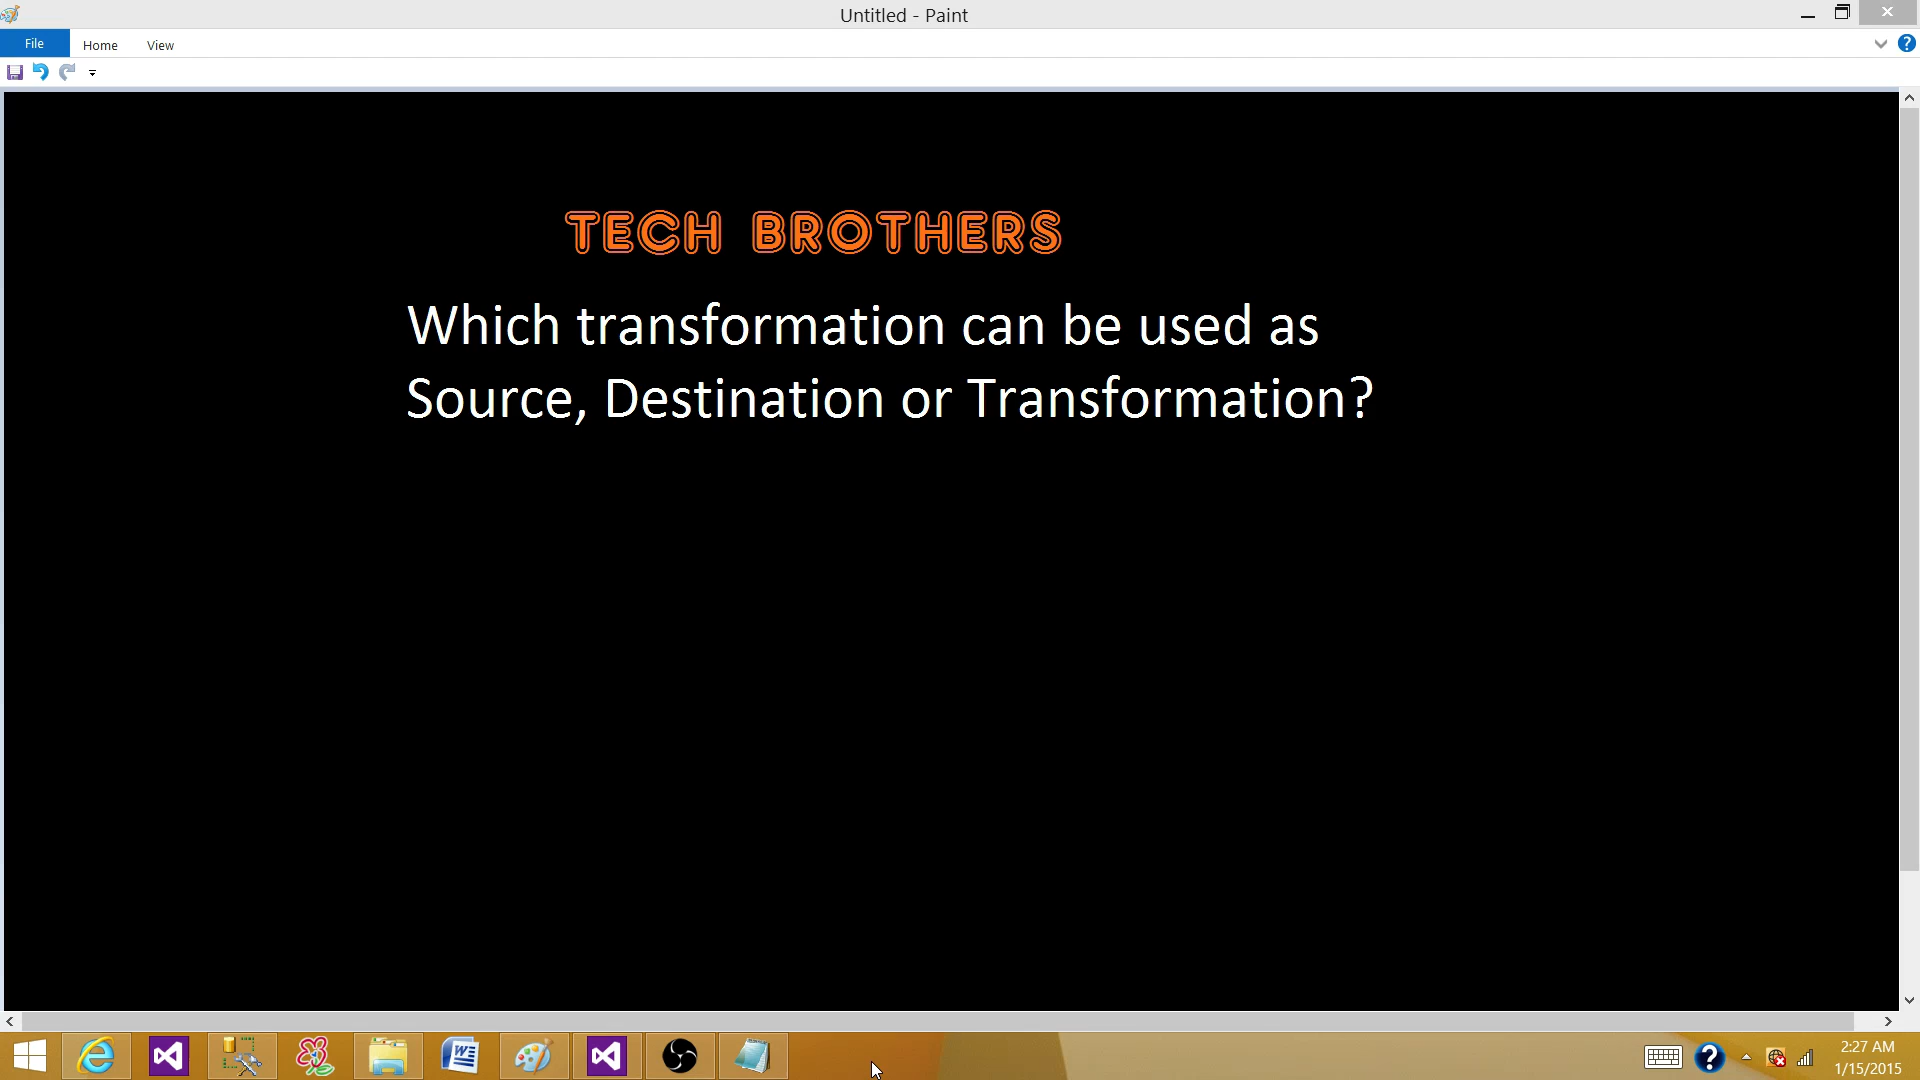 Untitled - Paint
File Home View
TECH BROTHERS
Which transformation can be used as
Source, Destination or Transformation?
2:27 AM
1/15/2015